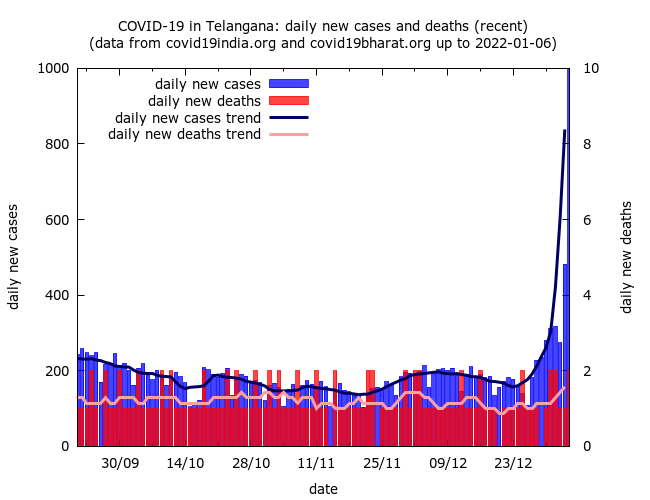 COVID-19 in Telangana: daily new cases and deaths (recent)
(data from covid19india.org and covid19bharat.org up to 2022-01-06)
daily new cases
daily new deaths
daily new cases trend
daily new deaths trend
1000
800
600
400
200
0
10
8
6
4
2
0
daily new cases
daily new deaths
30/09 14/10 28/10 11/11 25/11 09/12 23/12
date